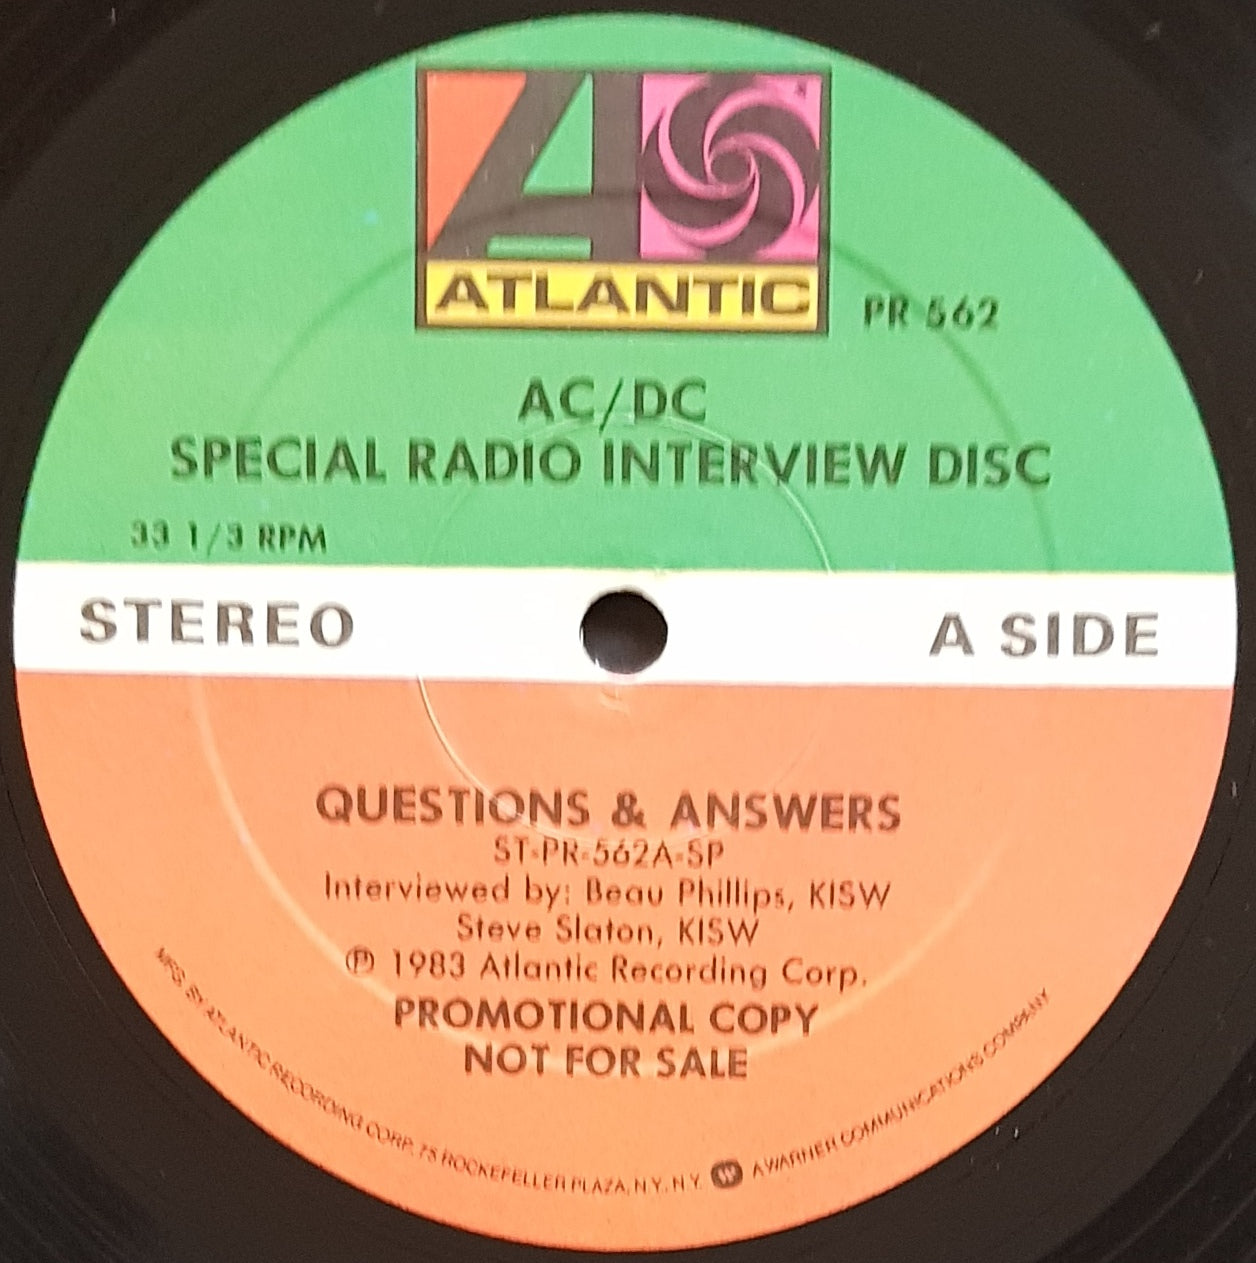 ATLANTIC
PR 562
AC/DC
SPECIAL RADIO INTERVIEW DISC
33 1/3 RPM
STEREO
A SIDE
QUESTIONS & ANSWERS
ST-PR-562A-SP
Interviewed by: Beau Phillips, KISW
Steve Slaton, KISW
℗ 1983 Atlantic Recording Corp.
PROMOTIONAL COPY
NOT FOR SALE
MFG. BY ATLANTIC RECORDING CORP., 75 ROCKEFELLER PLAZA, N.Y., N.Y. A WARNER COMMUNICATIONS COMPANY